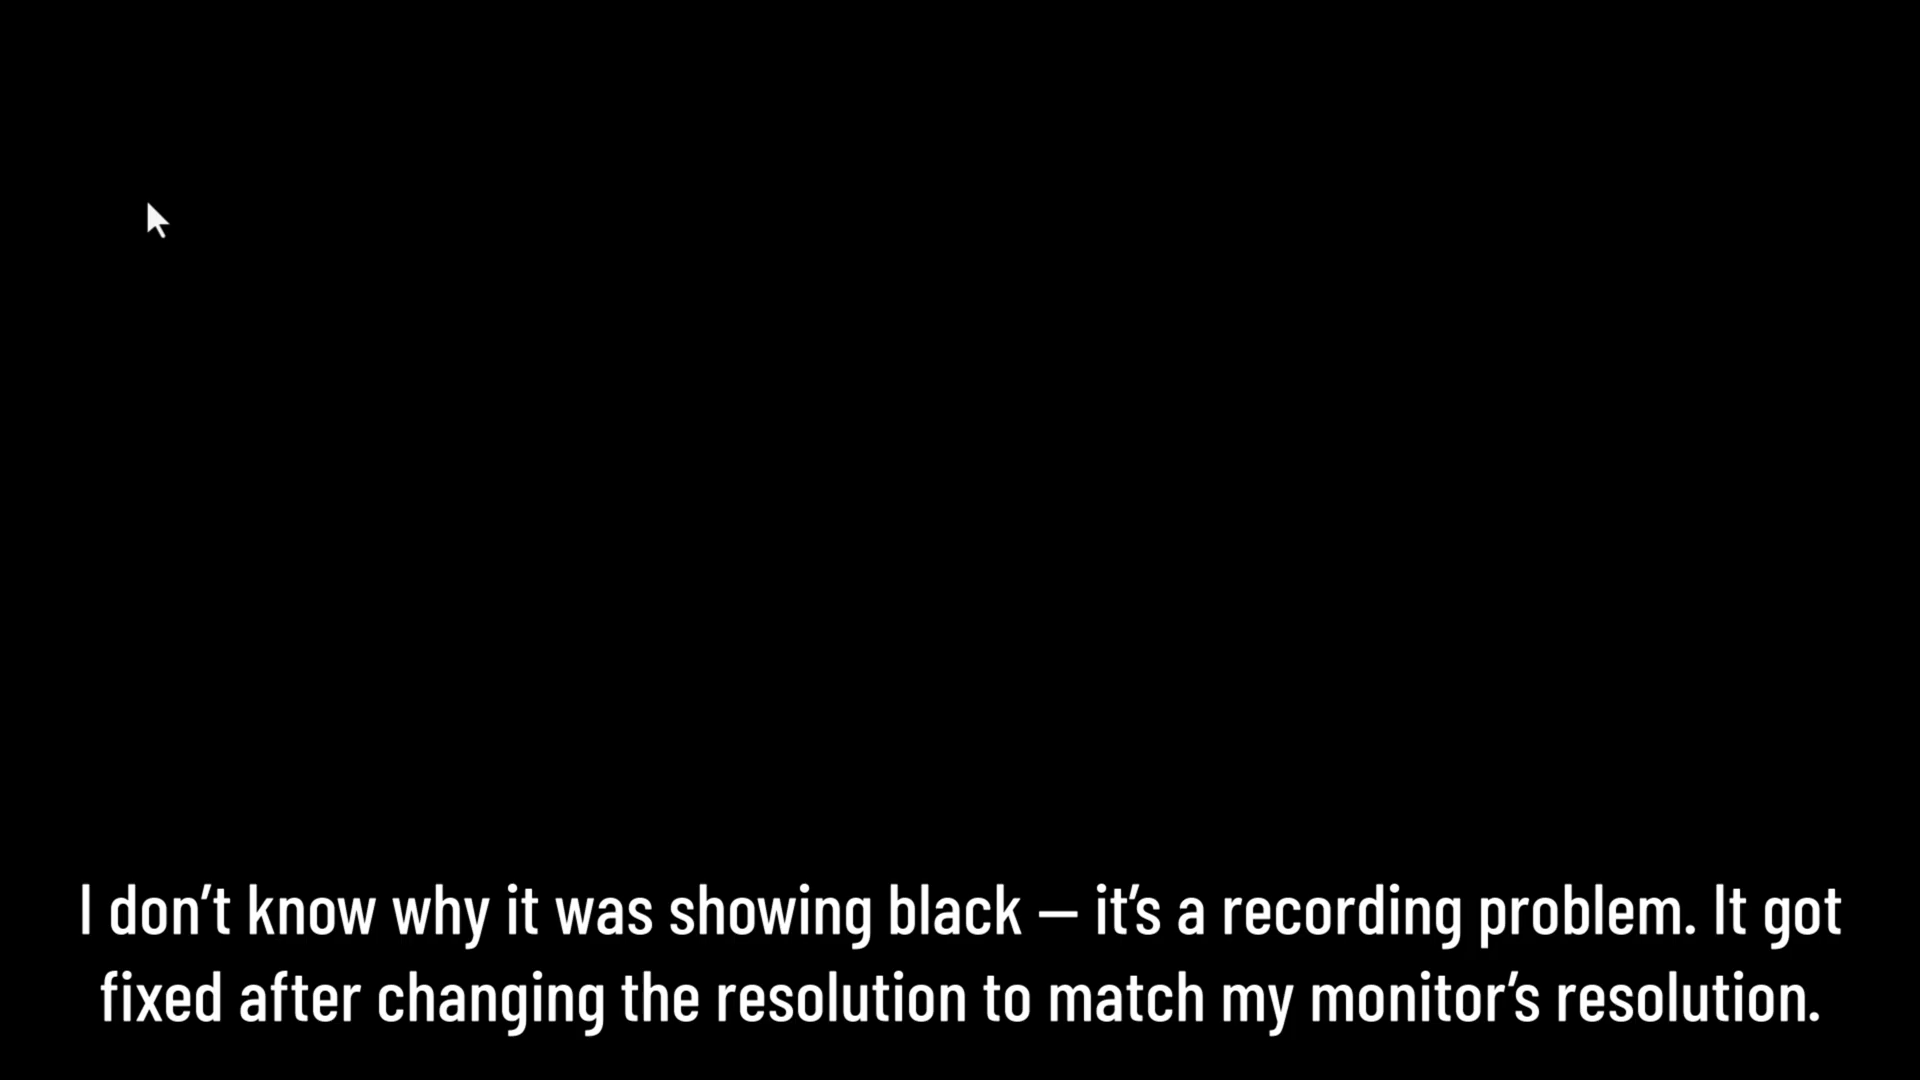 I don’t know why it was showing black – it’s a recording problem. It got
fixed after changing the resolution to match my monitor’s resolution.